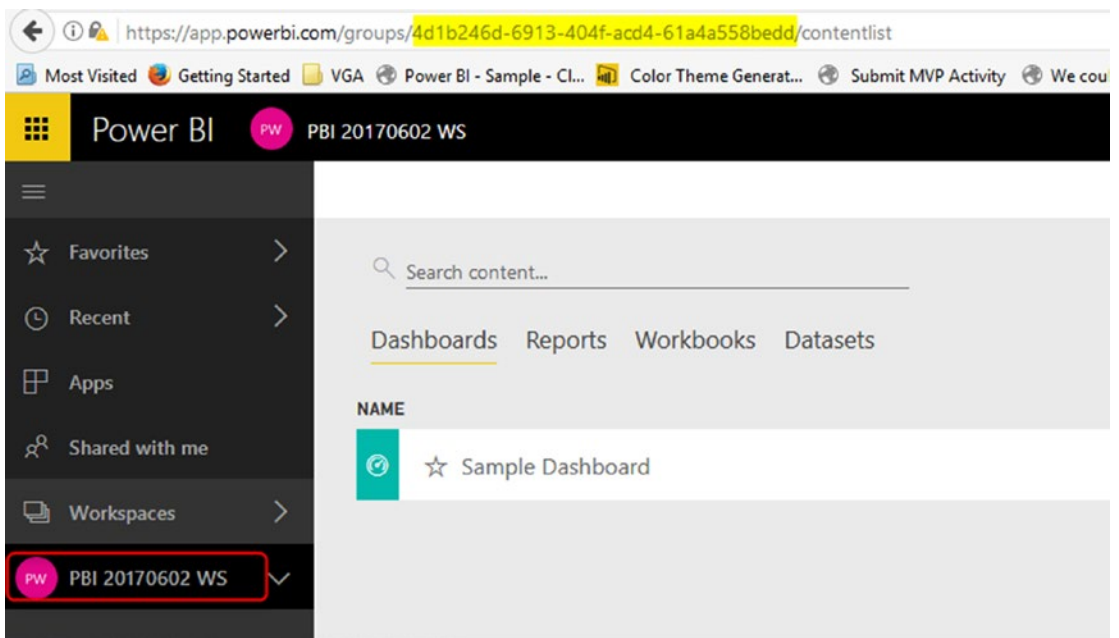 https://app.powerbi.com/groups/4d1b246d-6913-404f-acd4-61a4a558bedd/contentlist
Most Visited Getting Started VGA Power BI - Sample - Cl... Color Theme Generat... Submit MVP Activity We cou
Power BI PW PBI 20170602 WS
Favorites
Search content...
Recent
Dashboards Reports Workbooks Datasets
Apps
NAME
Shared with me
Sample Dashboard
Workspaces
PW PBI 20170602 WS